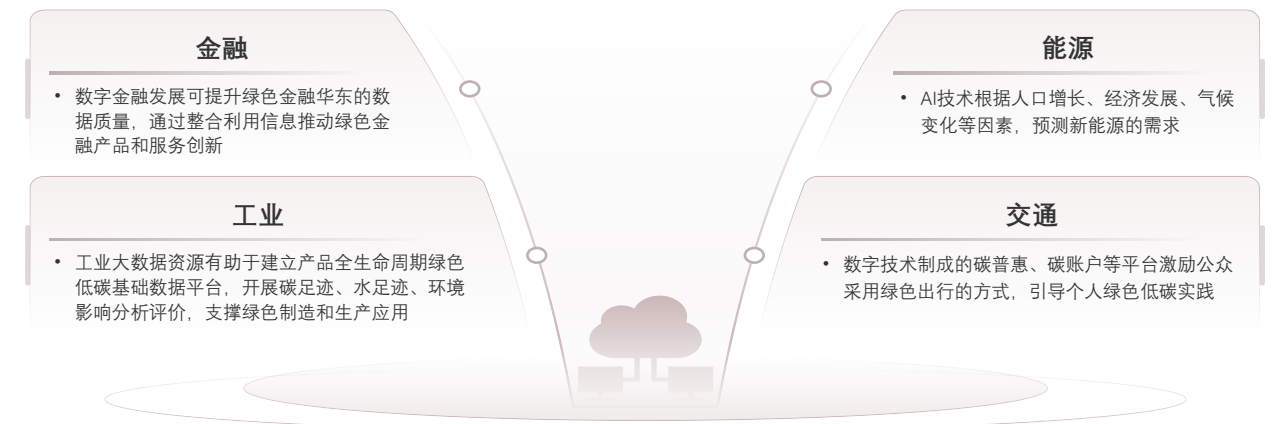 金融
• 数字金融发展可提升绿色金融华东的数
据质量，通过整合利用信息推动绿色金
融产品和服务创新
能源
• AI技术根据人口增长、经济发展、气候
变化等因素，预测新能源的需求
工业
• 工业大数据资源有助于建立产品全生命周期绿色
低碳基础数据平台，开展碳足迹、水足迹、环境
影响分析评价，支撑绿色制造和生产应用
交通
• 数字技术制成的碳普惠、碳账户等平台激励公众
采用绿色出行的方式，引导个人绿色低碳实践